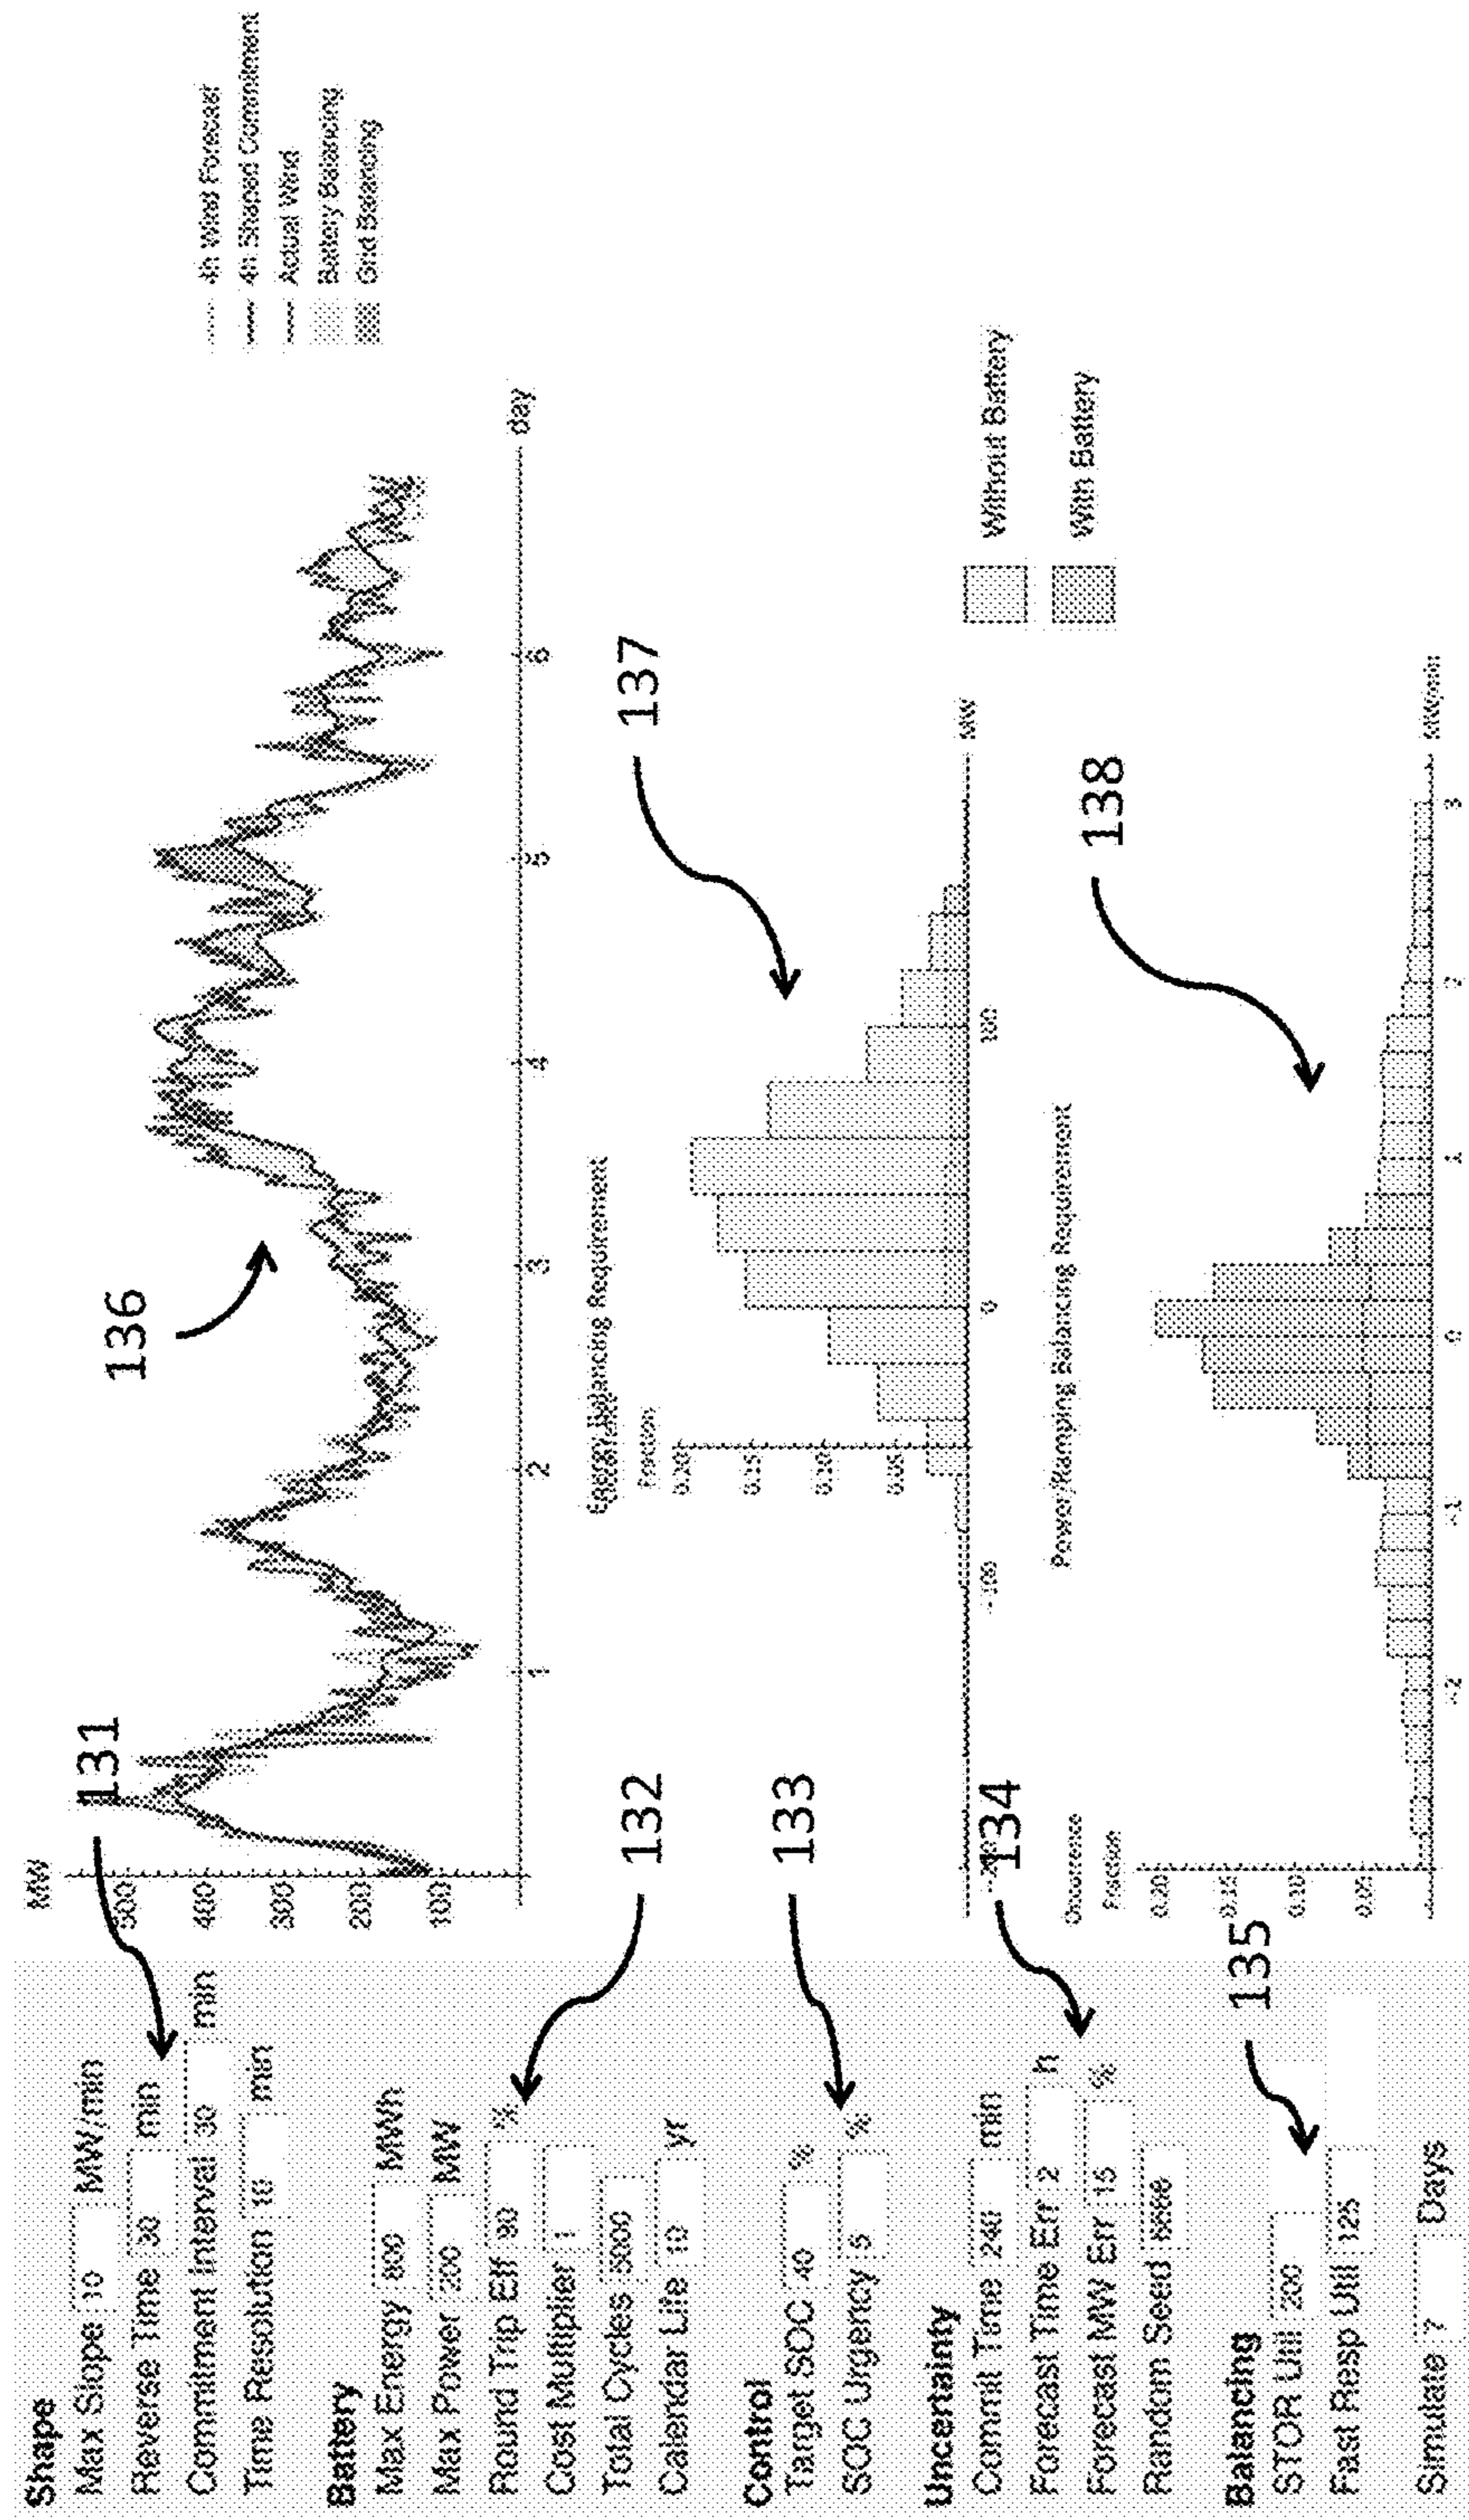 Shape
Max Slope 10 MW/min
Reverse Time 30 min
Commitment Interval 30 min
Time Resolution 10 min
Battery
Max Energy 800 MWh
Max Power 200 MW
Round Trip Eff 90 %
Cost Multiplier 1
Total Cycles 5000
Calendar Life 10 yr
Control
Target SOC 40 %
SOC Urgency 5 %
Uncertainty
Commit Time 240 min
Forecast Time Err 2 h
Forecast MW Err 15 %
Random Seed
Balancing
STOR Util 200
Fast Resp Util 125
Simulate 7 Days
131
132
133
134
135
MW
500
400
300
200
100
1 2 3 4 5 6 day
136
4h Wind Forecast
4h Shaped Commitment
Actual Wind
Battery Balancing
Grid Balancing
Energy Balancing Requirement
Fraction
0.20
0.15
0.10
0.05
-100 0 100 MW
137
Without Battery
With Battery
Power/Ramping Balancing Requirement
Occurrence
Fraction
0.20
0.15
0.10
0.05
-2 -1 0 1 2 3 MW/min
138